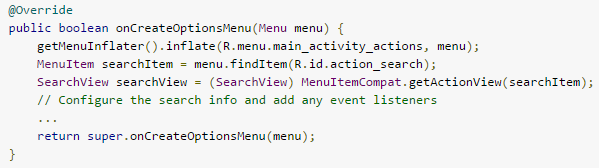 @Override
public boolean onCreateOptionsMenu(Menu menu) {
    getMenuInflater().inflate(R.menu.main_activity_actions, menu);
    MenuItem searchItem = menu.findItem(R.id.action_search);
    SearchView searchView = (SearchView) MenuItemCompat.getActionView(searchItem);
    // Configure the search info and add any event listeners
    ...
    return super.onCreateOptionsMenu(menu);
}